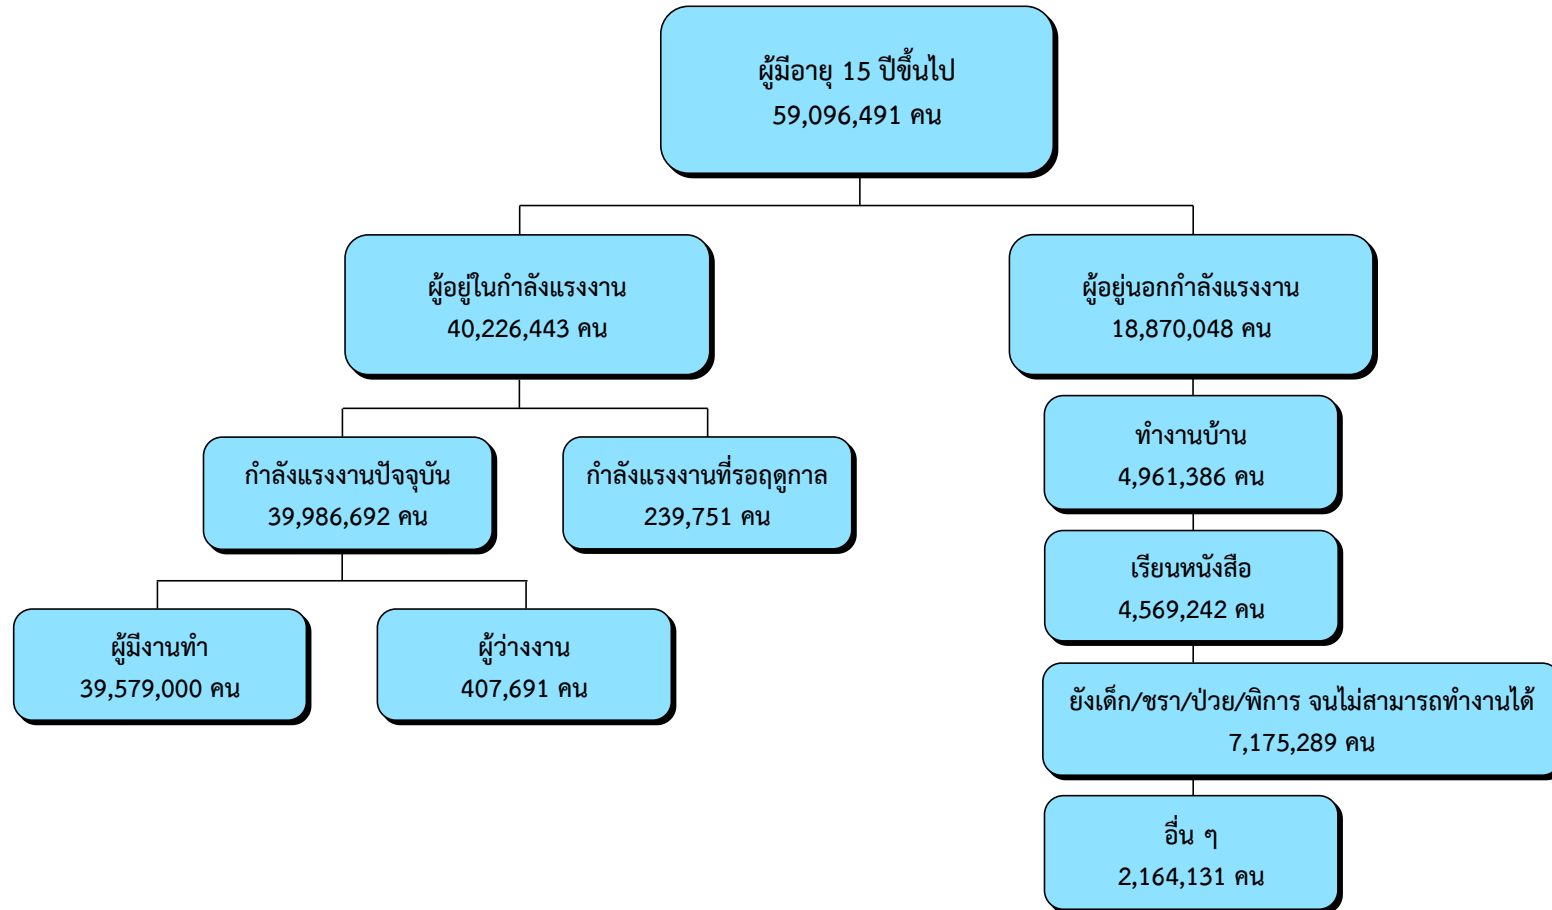 ผู้มีอายุ 15 ปีขึ้นไป
59,096,491 คน
ผู้อยู่ในกำลังแรงงาน
40,226,443 คน
ผู้อยู่นอกกำลังแรงงาน
18,870,048 คน
กำลังแรงงานปัจจุบัน
39,986,692 คน
กำลังแรงงานที่รอฤดูกาล
239,751 คน
ผู้มีงานทำ
39,579,000 คน
ผู้ว่างงาน
407,691 คน
ทำงานบ้าน
4,961,386 คน
เรียนหนังสือ
4,569,242 คน
ยังเด็ก/ชรา/ป่วย/พิการ จนไม่สามารถทำงานได้
7,175,289 คน
อื่น ๆ
2,164,131 คน